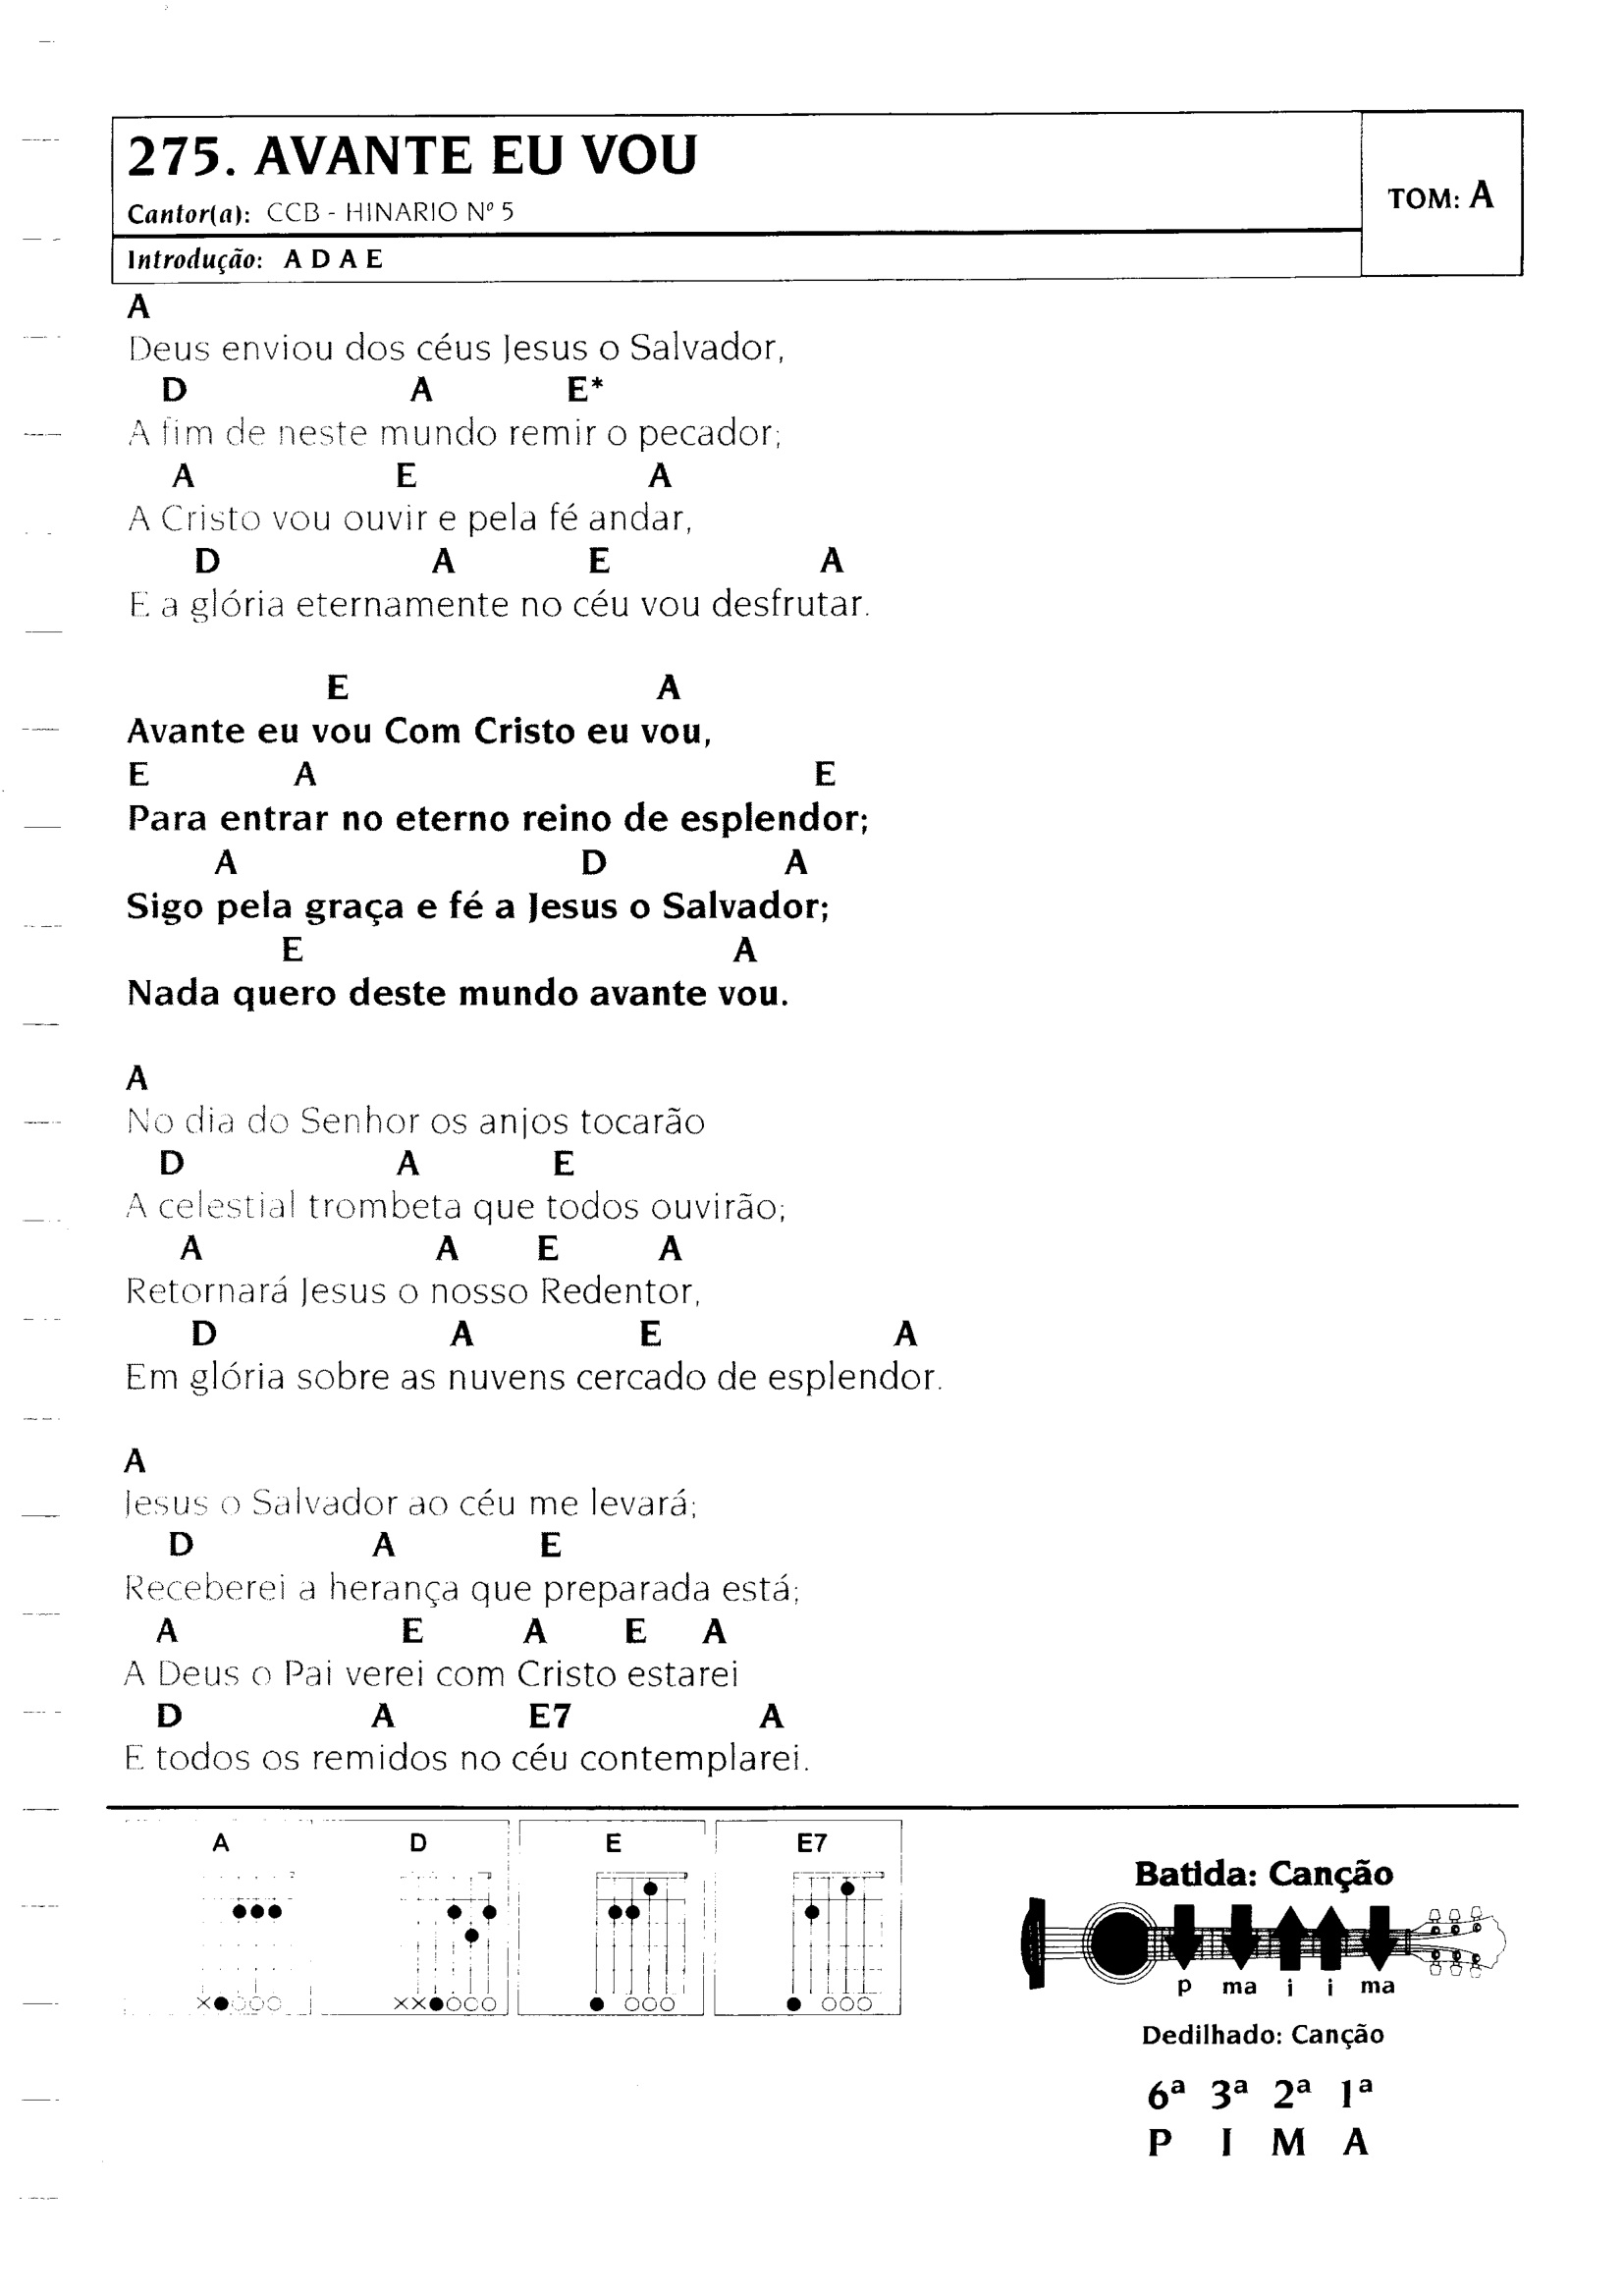 275. AVANTE EU VOU
Cantor(a): CCB - HINARIO Nº 5
TOM: A
Introdução: A D A E
A
Deus enviou dos céus Jesus o Salvador,
D A E*
A fim de neste mundo remir o pecador;
A E A
A Cristo vou ouvir e pela fé andar,
D A E A
E a glória eternamente no céu vou desfrutar.
E A
Avante eu vou Com Cristo eu vou,
E A E
Para entrar no eterno reino de esplendor;
A D A
Sigo pela graça e fé a Jesus o Salvador;
E A
Nada quero deste mundo avante vou.
A
No dia do Senhor os anjos tocarão
D A E
A celestial trombeta que todos ouvirão;
A A E A
Retornará Jesus o nosso Redentor,
D A E A
Em glória sobre as nuvens cercado de esplendor.
A
Jesus o Salvador ao céu me levará;
D A E
Receberei a herança que preparada está;
A E A E A
A Deus o Pai verei com Cristo estarei
D A E7 A
E todos os remidos no céu contemplarei.
A D E E7
Batida: Canção
p ma i i ma
Dedilhado: Canção
6ª 3ª 2ª 1ª
P I M A